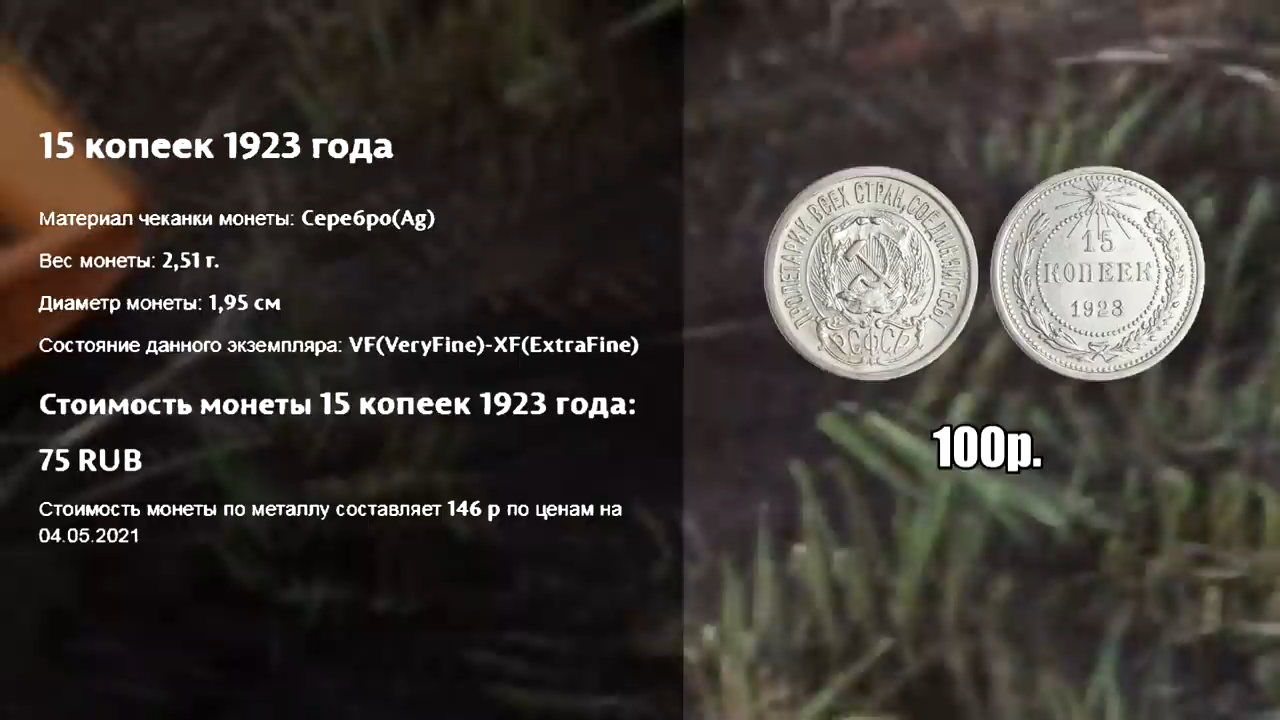 15 копеек 1923 года
Материал чеканки монеты: Серебро(Ag)
Вес монеты: 2,51 г.
Диаметр монеты: 1,95 см
Состояние данного экземпляра: VF(VeryFine)-XF(ExtraFine)
Стоимость монеты 15 копеек 1923 года:
75 RUB
Стоимость монеты по металлу составляет 146 р по ценам на
04.05.2021
ПРОЛЕТАРИИ ВСЕХ СТРАН, СОЕДИНЯЙТЕСЬ!
РСФСР
15
КОПЕЕК
1923
100р.